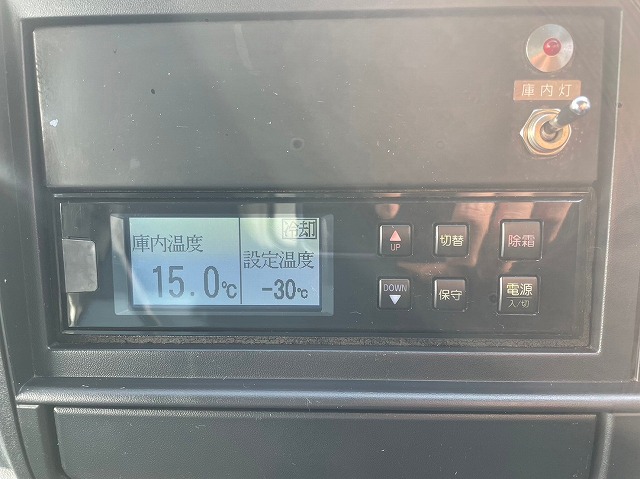 庫内灯
冷却
庫内温度
15.0℃
設定温度
-30℃
UP
切替
除霜
DOWN
保守
電源
入/切